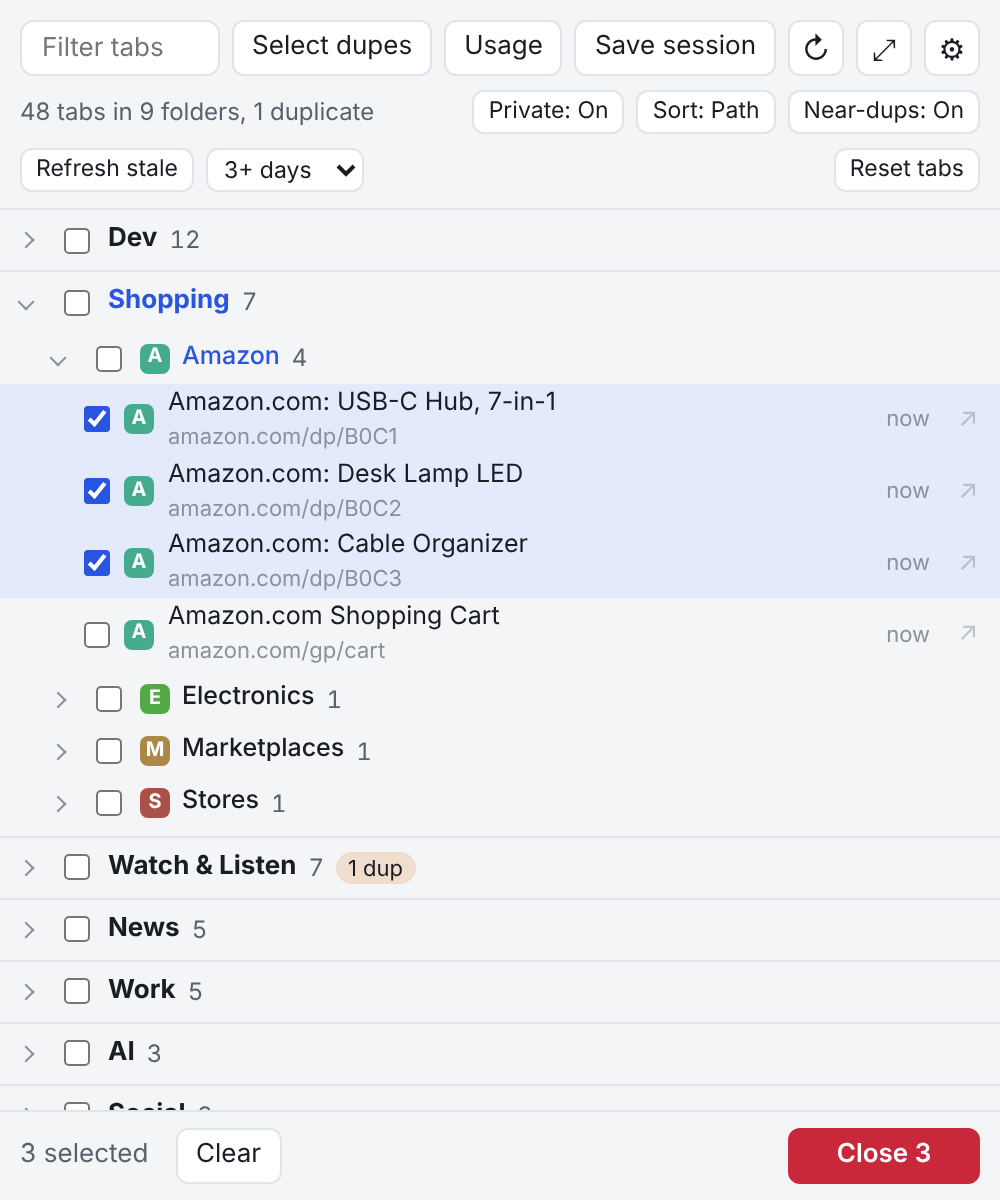 Filter tabs Select dupes Usage Save session
48 tabs in 9 folders, 1 duplicate Private: On Sort: Path Near-dups: On
Refresh stale 3+ days Reset tabs
Dev 12
Shopping 7
A Amazon 4
A Amazon.com: USB-C Hub, 7-in-1
amazon.com/dp/B0C1 now
A Amazon.com: Desk Lamp LED
amazon.com/dp/B0C2 now
A Amazon.com: Cable Organizer
amazon.com/dp/B0C3 now
A Amazon.com Shopping Cart
amazon.com/gp/cart now
E Electronics 1
M Marketplaces 1
S Stores 1
Watch & Listen 7 1 dup
News 5
Work 5
AI 3
Social
3 selected Clear Close 3